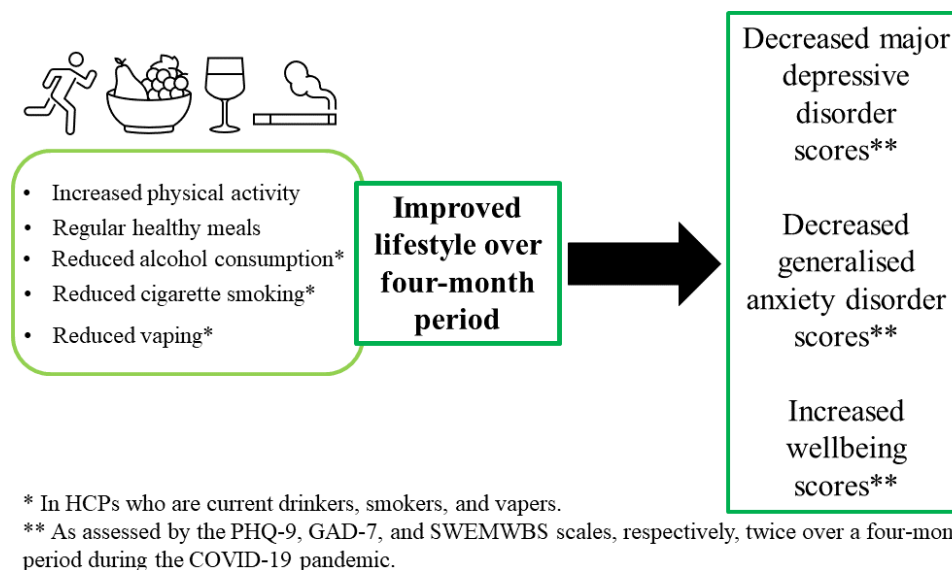 • Increased physical activity
• Regular healthy meals
• Reduced alcohol consumption*
• Reduced cigarette smoking*
• Reduced vaping*
Improved
lifestyle over
four-month
period
Decreased major
depressive
disorder
scores**
Decreased
generalised
anxiety disorder
scores**
Increased
wellbeing
scores**
* In HCPs who are current drinkers, smokers, and vapers.
** As assessed by the PHQ-9, GAD-7, and SWEMWBS scales, respectively, twice over a
period during the COVID-19 pandemic.